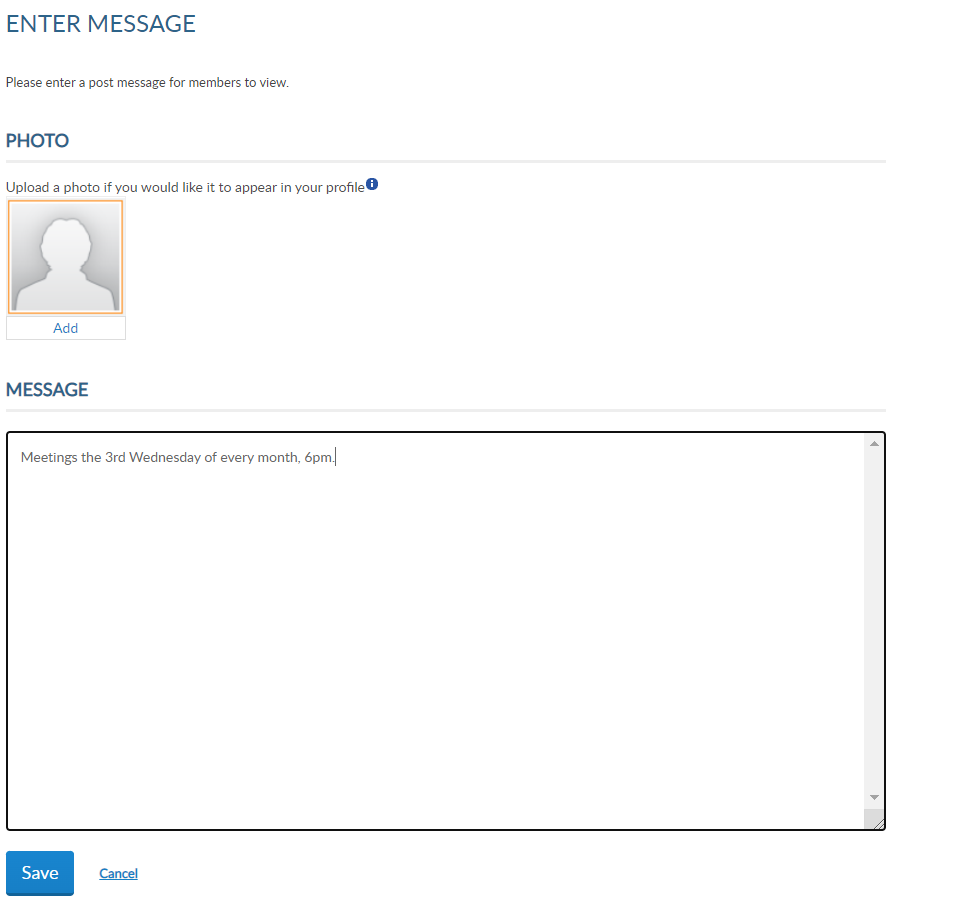 ENTER MESSAGE
Please enter a post message for members to view.
PHOTO
Upload a photo if you would like it to appear in your profile
Add
MESSAGE
Meetings the 3rd Wednesday of every month, 6pm.
Save Cancel